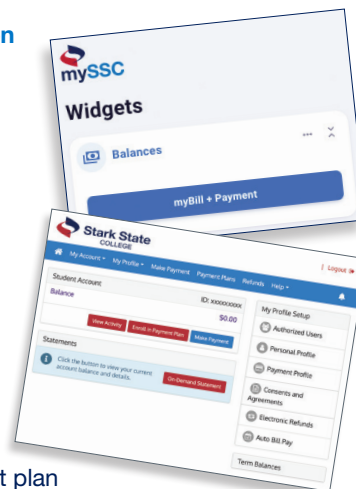 n
mySSC
Widgets
Balances
myBill + Payment
Stark State
COLLEGE
Logout
My Account My Profile Make Payment Payment Plans Refunds Help
Student Account
ID: xxxxxxxxx
Balance
$0.00
View Activity Enroll in Payment Plan Make Payment
Statements
Click the button to view your current
account balance and details.
On-Demand Statement
My Profile Setup
Authorized Users
Personal Profile
Payment Profile
Consents and
Agreements
Electronic Refunds
Auto Bill Pay
Term Balances
t plan